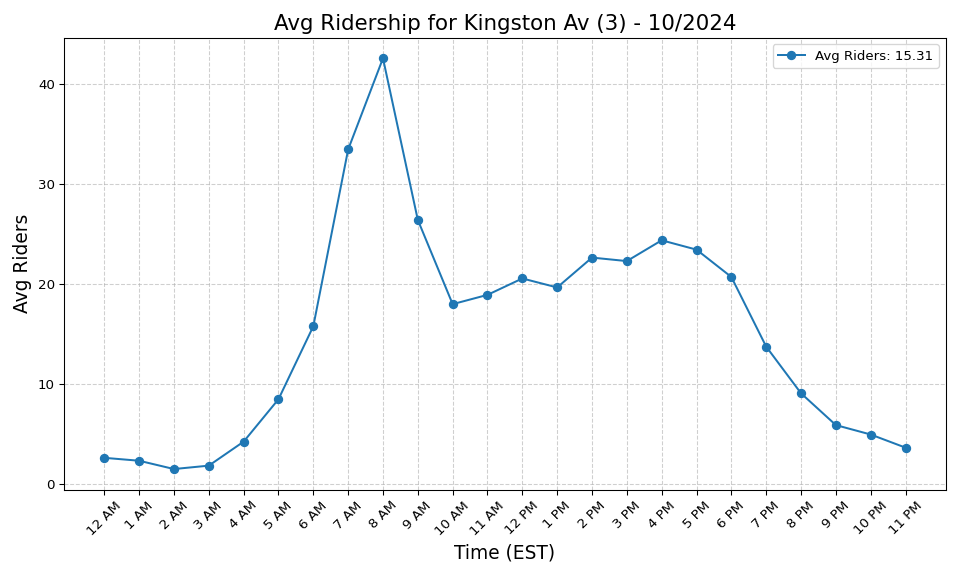 Avg Ridership for Kingston Av (3) - 10/2024
Avg Riders: 15.31
Avg Riders
40
30
20
10
0
12 AM
1 AM
2 AM
3 AM
4 AM
5 AM
6 AM
7 AM
8 AM
9 AM
10 AM
11 AM
12 PM
1 PM
2 PM
3 PM
4 PM
5 PM
6 PM
7 PM
8 PM
9 PM
10 PM
11 PM
Time (EST)